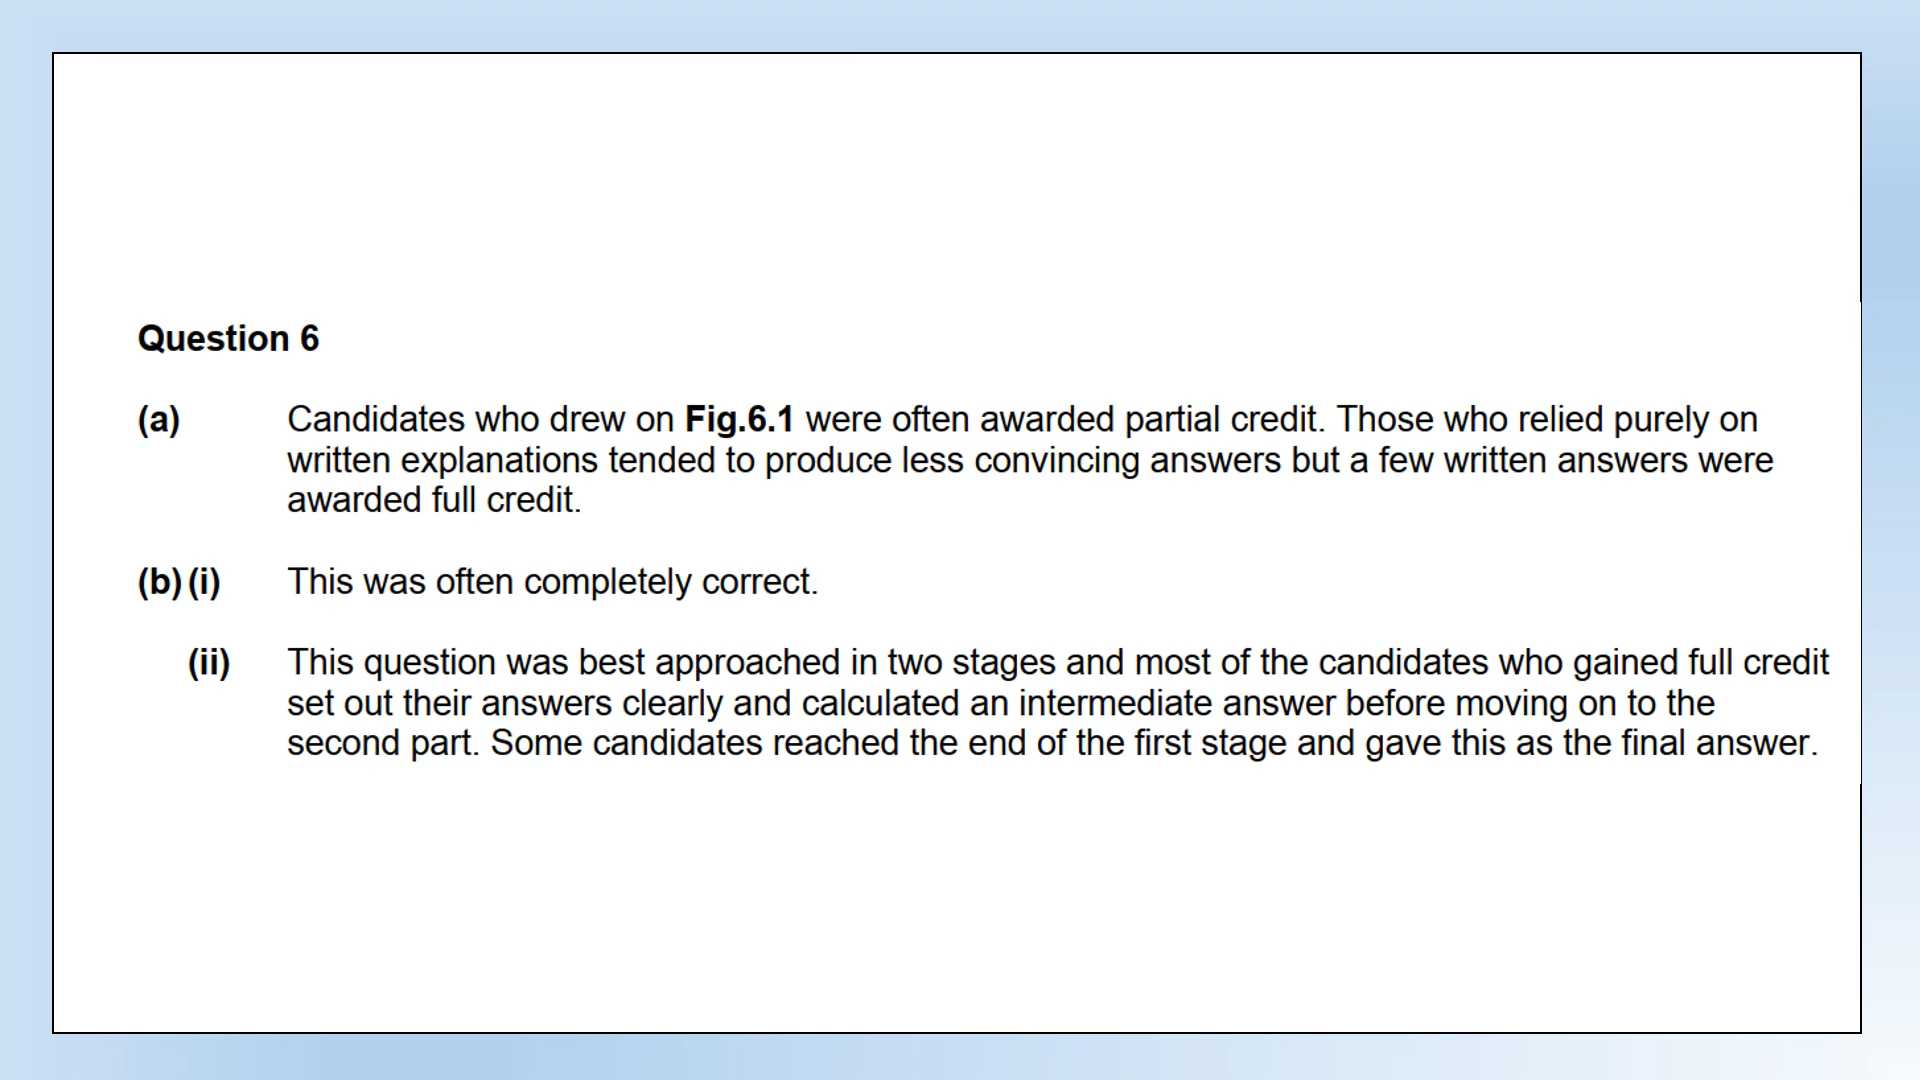 Question 6
(a) Candidates who drew on Fig.6.1 were often awarded partial credit. Those who relied purely on
written explanations tended to produce less convincing answers but a few written answers were
awarded full credit.
(b) (i) This was often completely correct.
(ii) This question was best approached in two stages and most of the candidates who gained full credit
set out their answers clearly and calculated an intermediate answer before moving on to the
second part. Some candidates reached the end of the first stage and gave this as the final answer.